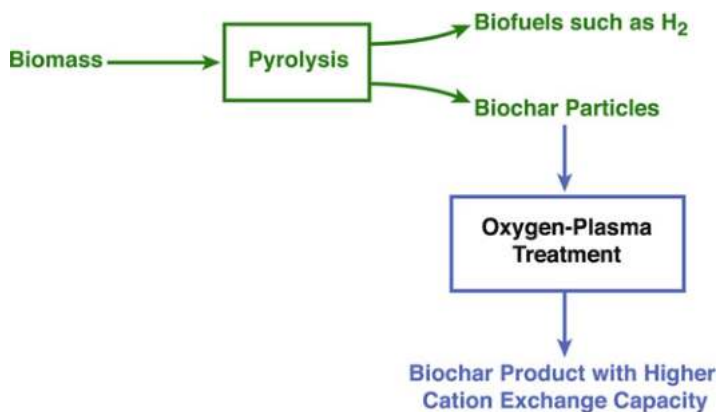 Biofuels such as H₂
Biomass
Pyrolysis
Biochar Particles
Oxygen-Plasma
Treatment
Biochar Product with Higher
Cation Exchange Capacity